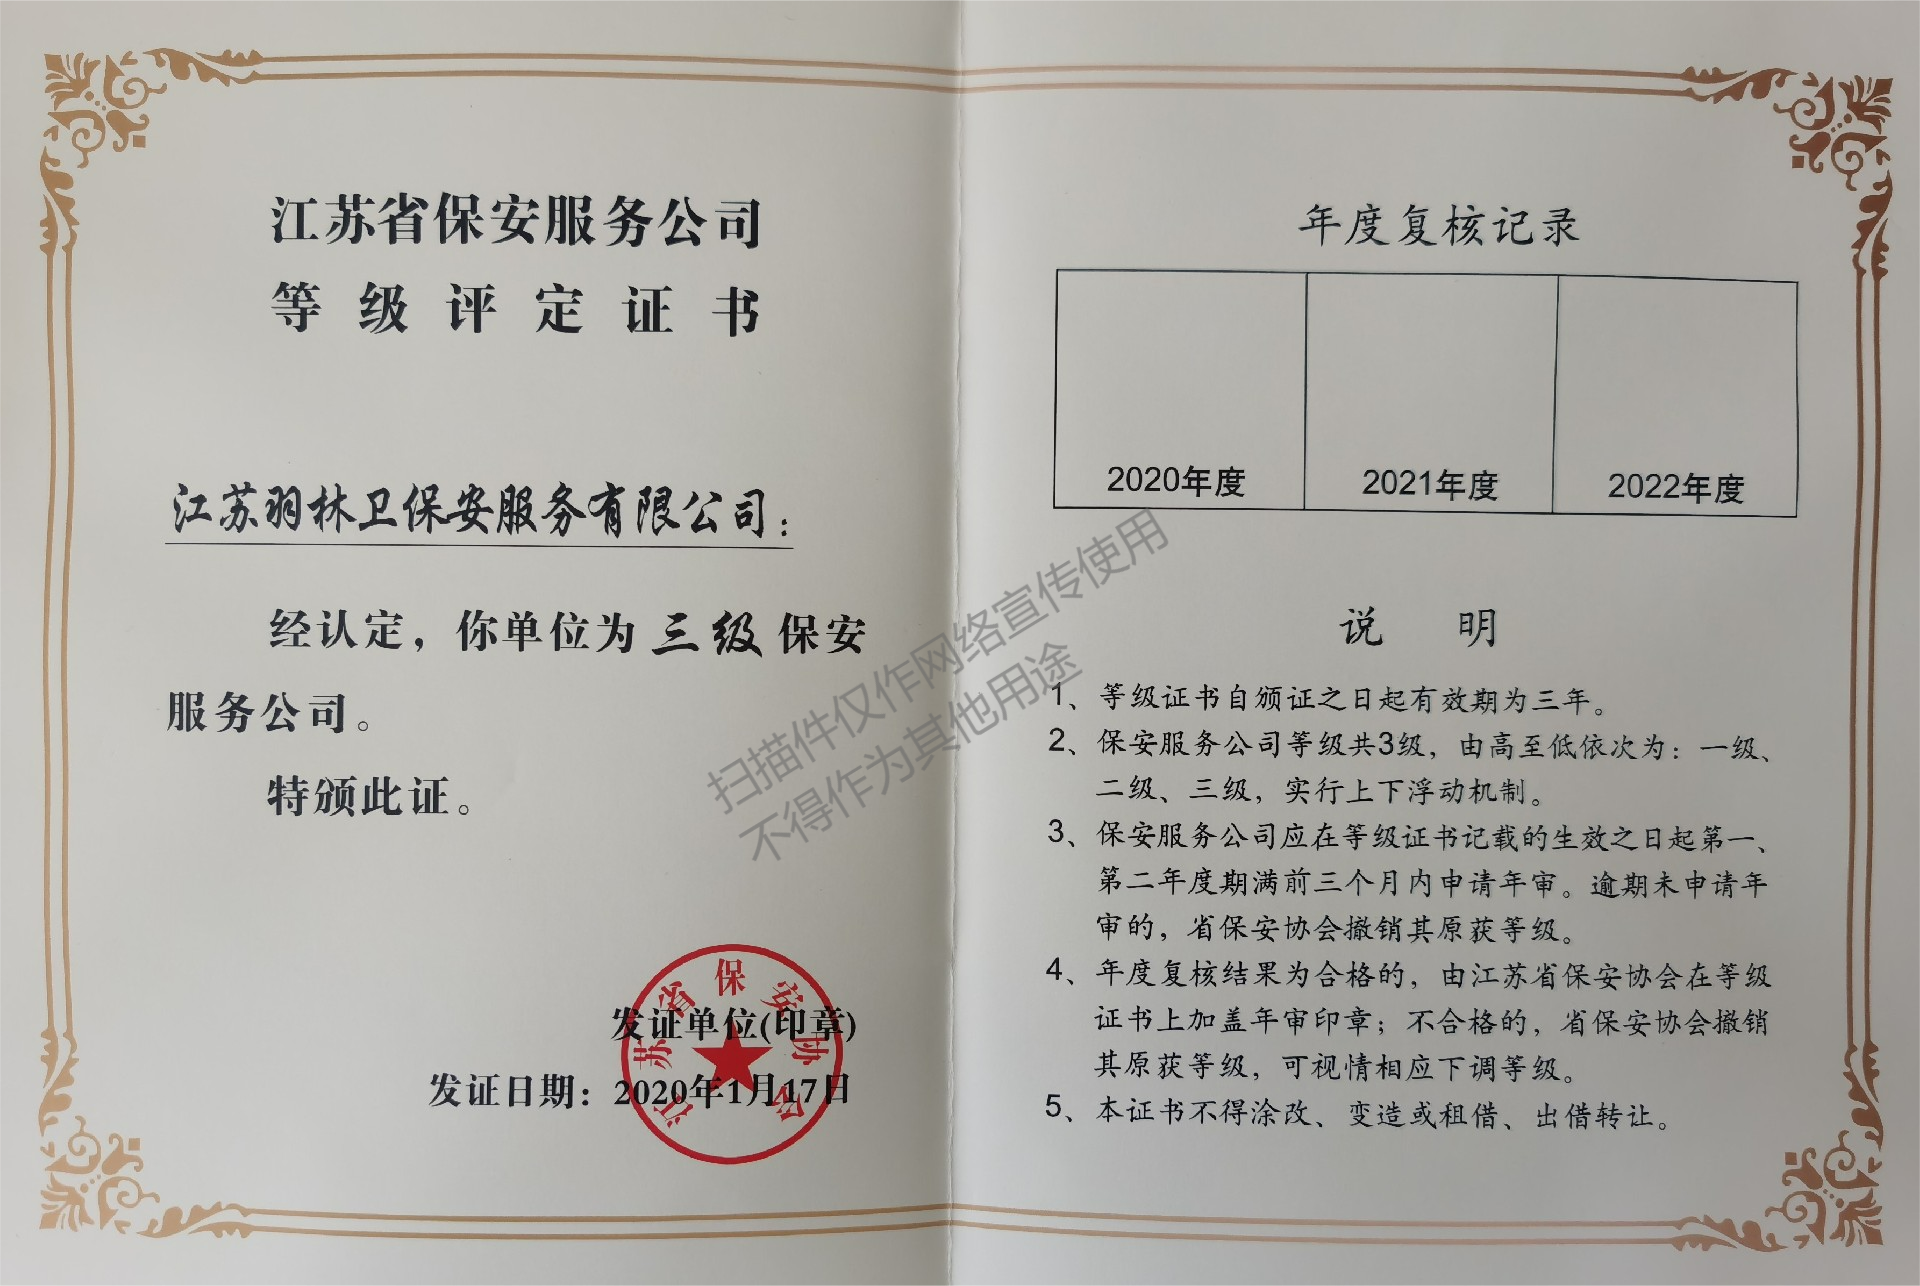 江苏省保安服务公司
等级评定证书
江苏羽林卫保安服务有限公司：
经认定，你单位为三级保安
服务公司。
特颁此证。
发证单位(印章)
发证日期：2020年1月17日
江苏省保安协会
年度复核记录
2020年度 2021年度 2022年度
说 明
1、等级证书自颁证之日起有效期为三年。
2、保安服务公司等级共3级，由高至低依次为：一级、
二级、三级，实行上下浮动机制。
3、保安服务公司应在等级证书记载的生效之日起第一、
第二年度期满前三个月内申请年审。逾期未申请年
审的，省保安协会撤销其原获等级。
4、年度复核结果为合格的，由江苏省保安协会在等级
证书上加盖年审印章；不合格的，省保安协会撤销
其原获等级，可视情相应下调等级。
5、本证书不得涂改、变造或租借、出借转让。
扫描件仅作网络宣传使用
不得作为其他用途